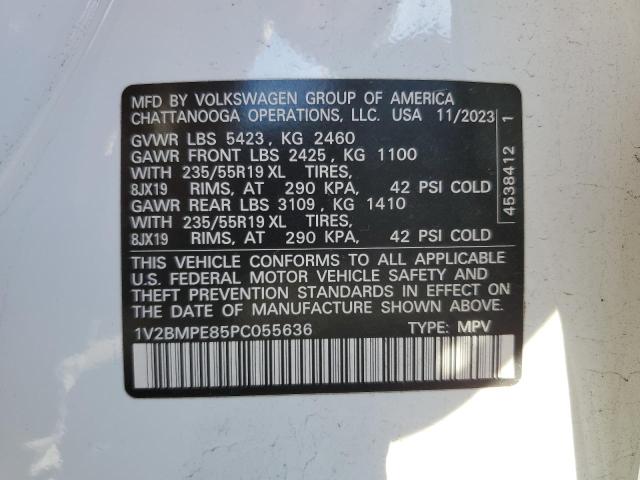 MFD BY VOLKSWAGEN GROUP OF AMERICA
CHATTANOOGA OPERATIONS, LLC. USA 11/2023
GVWR LBS 5423, KG 2460
GAWR FRONT LBS 2425, KG 1100
WITH 235/55R19 XL TIRES,
8JX19 RIMS, AT 290 KPA, 42 PSI COLD
GAWR REAR LBS 3109, KG 1410
WITH 235/55R19 XL TIRES,
8JX19 RIMS, AT 290 KPA, 42 PSI COLD
THIS VEHICLE CONFORMS TO ALL APPLICABLE
U.S. FEDERAL MOTOR VEHICLE SAFETY AND
THEFT PREVENTION STANDARDS IN EFFECT ON
THE DATE OF MANUFACTURE SHOWN ABOVE.
1V2BMPE85PC055636 TYPE: MPV
4538412 1